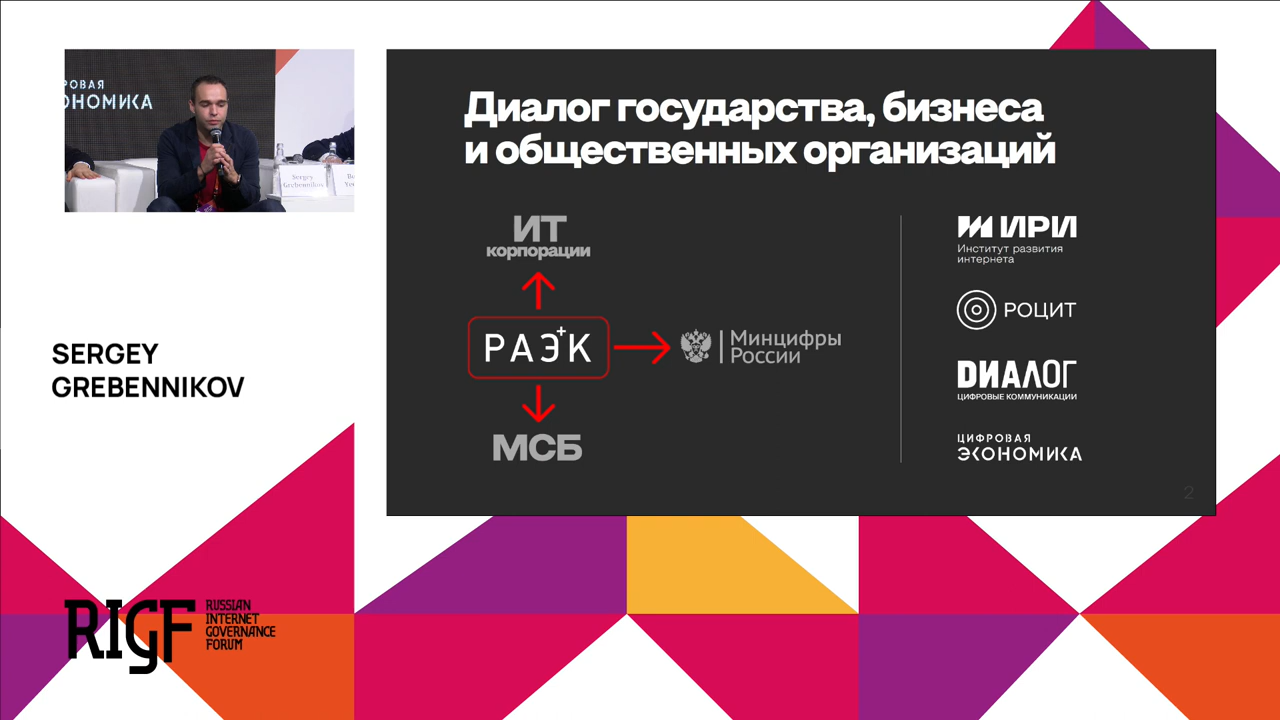 РОВАЯ
ОНОМИКА
Sergey
Grebennikov
SERGEY
GREBENNIKOV
Диалог государства, бизнеса
и общественных организаций
ИТ
корпорации
РАЭК
Минцифры
России
МСБ
ИРИ
Институт развития
интернета
РОЦИТ
ДИАЛОГ
ЦИФРОВЫЕ КОММУНИКАЦИИ
ЦИФРОВАЯ
ЭКОНОМИКА
2
RIGF
RUSSIAN
INTERNET
GOVERNANCE
FORUM